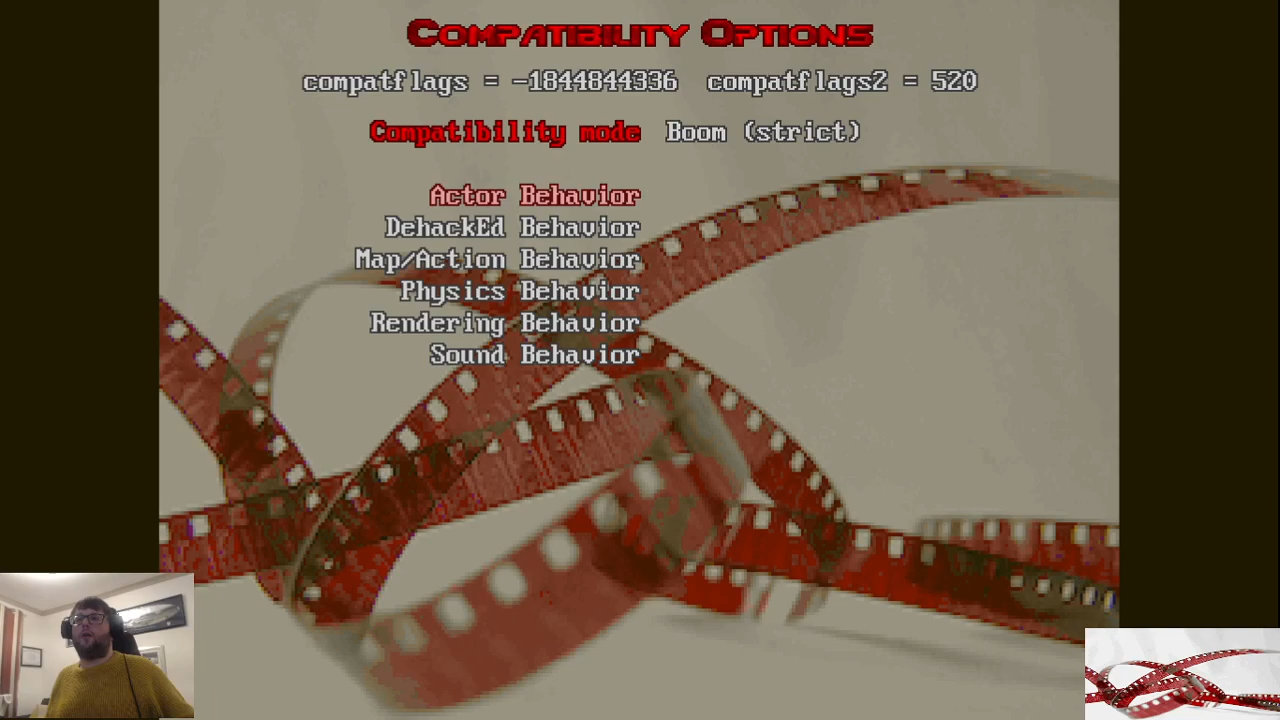 Compatibility Options
compatflags = -1844844336 compatflags2 = 520
Compatibility mode Boom (strict)
Actor Behavior
DehackEd Behavior
Map/Action Behavior
Physics Behavior
Rendering Behavior
Sound Behavior